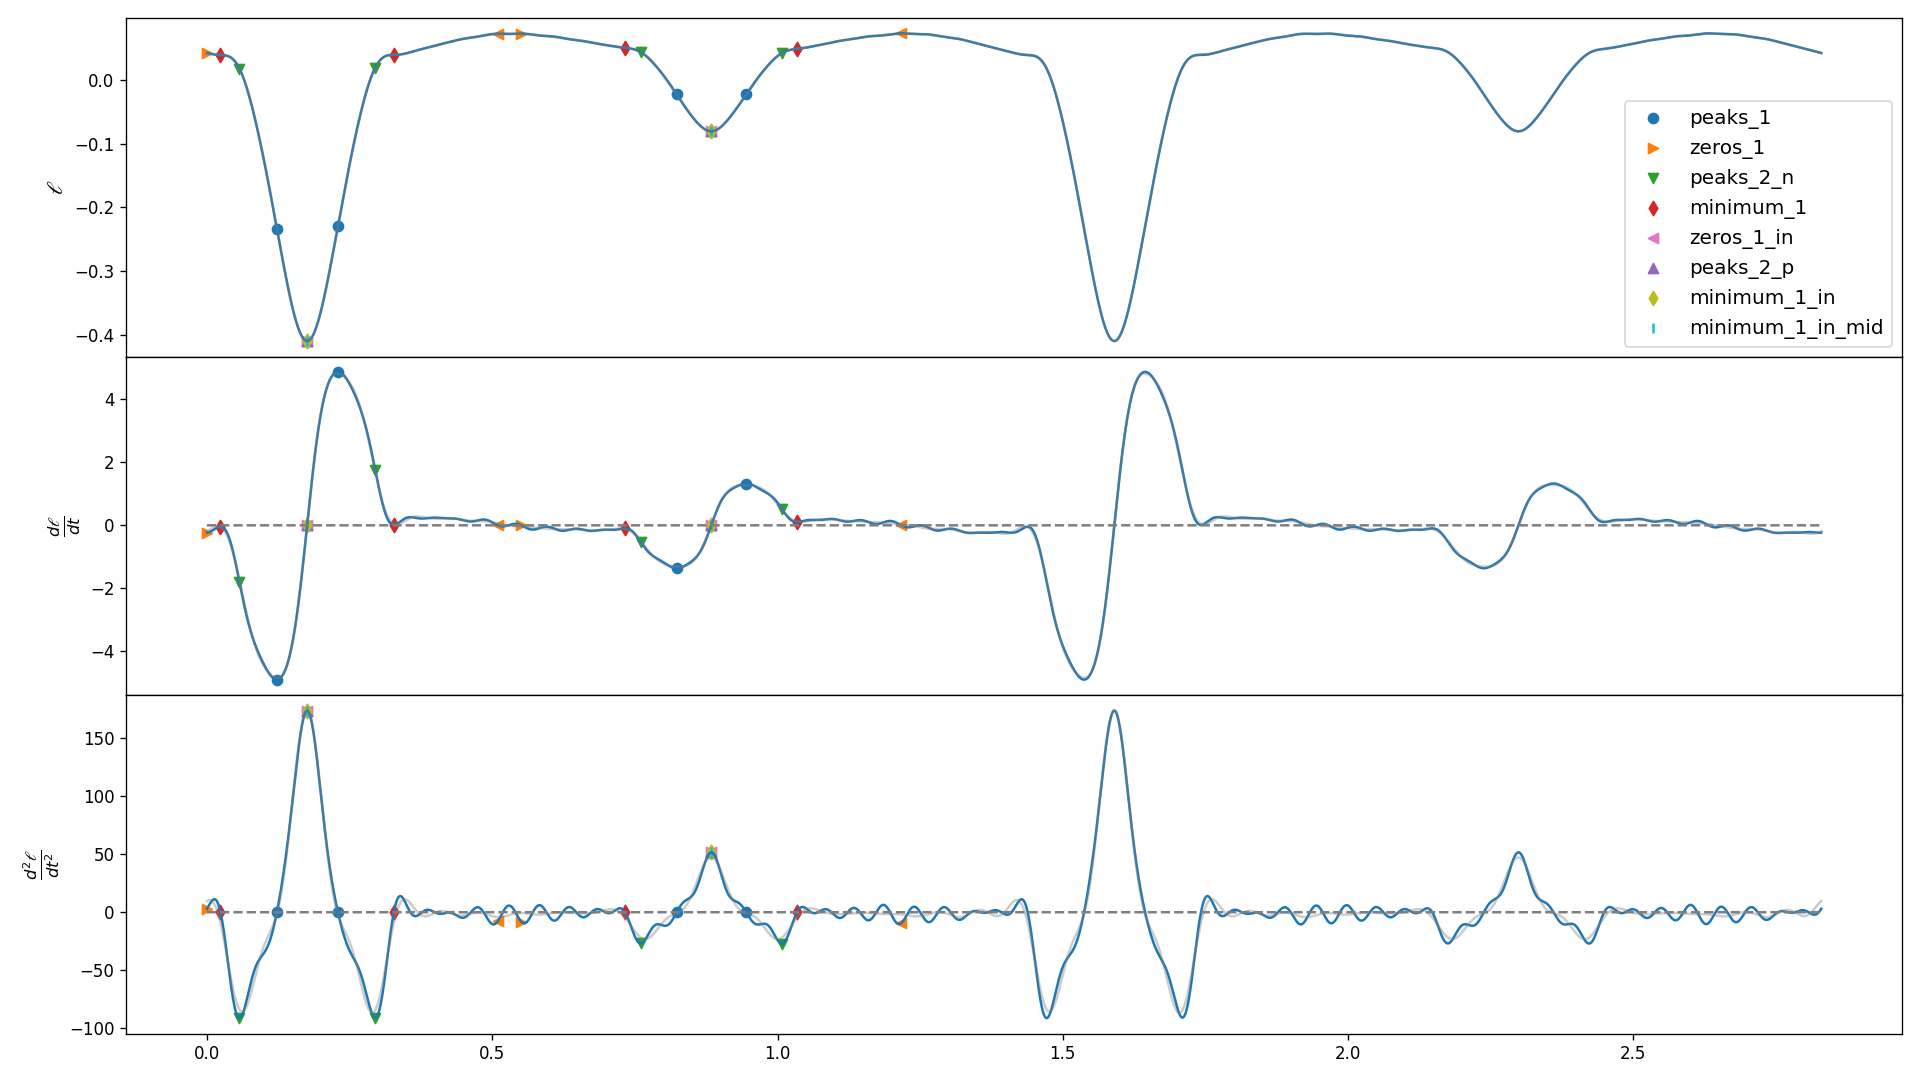 0.0
−0.1
−0.2
−0.3
−0.4
ℓ
peaks_1
zeros_1
peaks_2_n
minimum_1
zeros_1_in
peaks_2_p
minimum_1_in
minimum_1_in_mid
4
2
0
−2
−4
dℓ/dt
150
100
50
0
−50
−100
d²ℓ/dt²
0.0 0.5 1.0 1.5 2.0 2.5